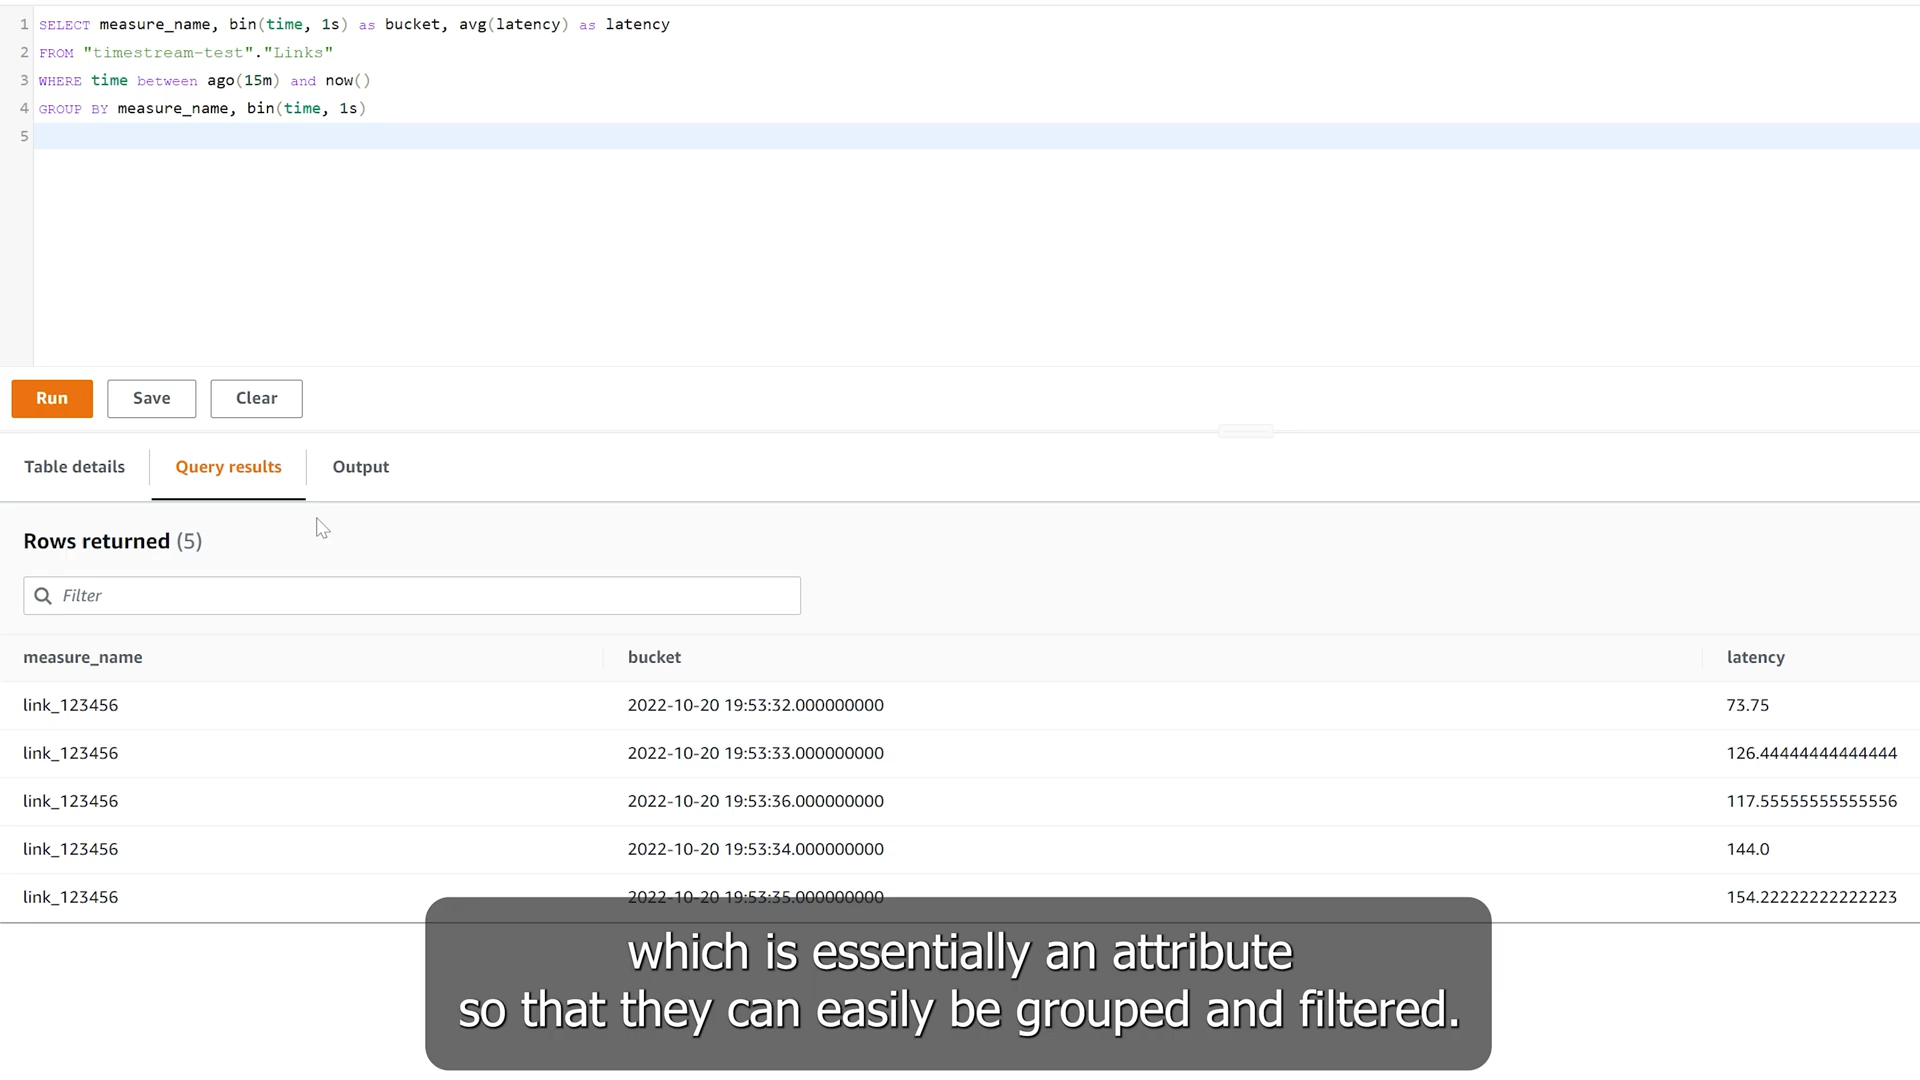 1 SELECT measure_name, bin(time, 1s) as bucket, avg(latency) as latency
2 FROM "timestream-test"."Links"
3 WHERE time between ago(15m) and now()
4 GROUP BY measure_name, bin(time, 1s)
5
Run Save Clear
Table details Query results Output
Rows returned (5)
Filter
measure_name bucket latency
link_123456 2022-10-20 19:53:32.000000000 73.75
link_123456 2022-10-20 19:53:33.000000000 126.44444444444444
link_123456 2022-10-20 19:53:36.000000000 117.55555555555556
link_123456 2022-10-20 19:53:34.000000000 144.0
link_123456 2022-10-20 19:53:35.000000000 154.22222222222223
which is essentially an attribute
so that they can easily be grouped and filtered.